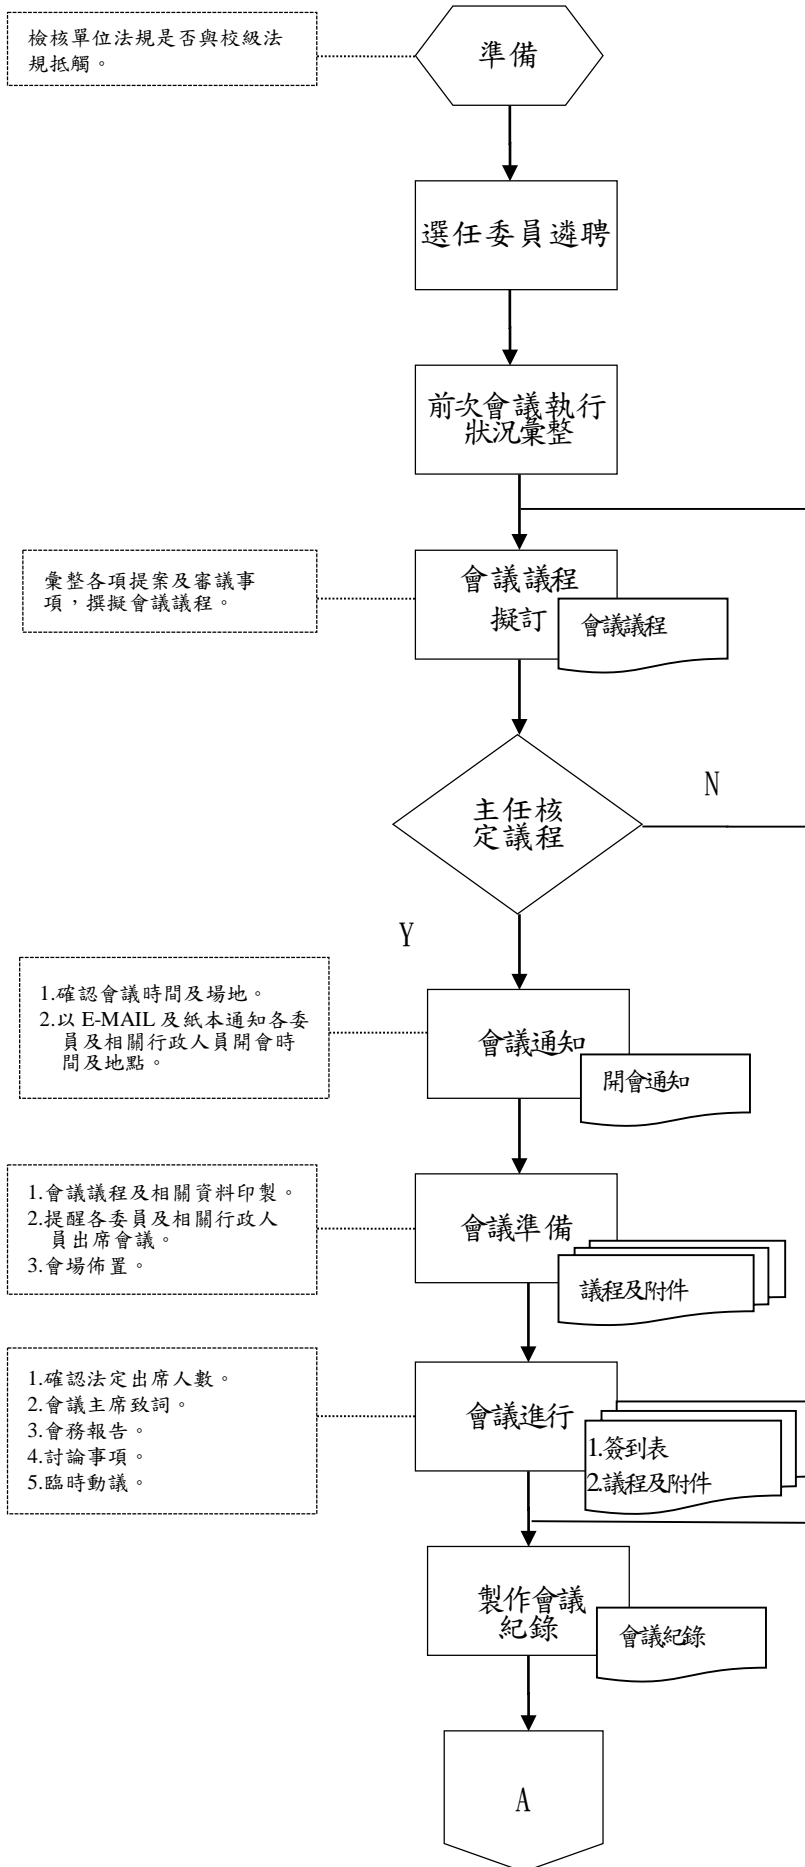 檢核單位法規是否與校級法
規抵觸。
準備
選任委員遴聘
前次會議執行
狀況彙整
彙整各項提案及審議事
項，撰擬會議議程。
會議議程
擬訂
會議議程
主任核
定議程
N
Y
1.確認會議時間及場地。
2.以 E-MAIL 及紙本通知各委
員及相關行政人員開會時
間及地點。
會議通知
開會通知
1.會議議程及相關資料印製。
2.提醒各委員及相關行政人
員出席會議。
3.會場佈置。
會議準備
議程及附件
1.確認法定出席人數。
2.會議主席致詞。
3.會務報告。
4.討論事項。
5.臨時動議。
會議進行
1.簽到表
2.議程及附件
製作會議
紀錄
會議紀錄
A